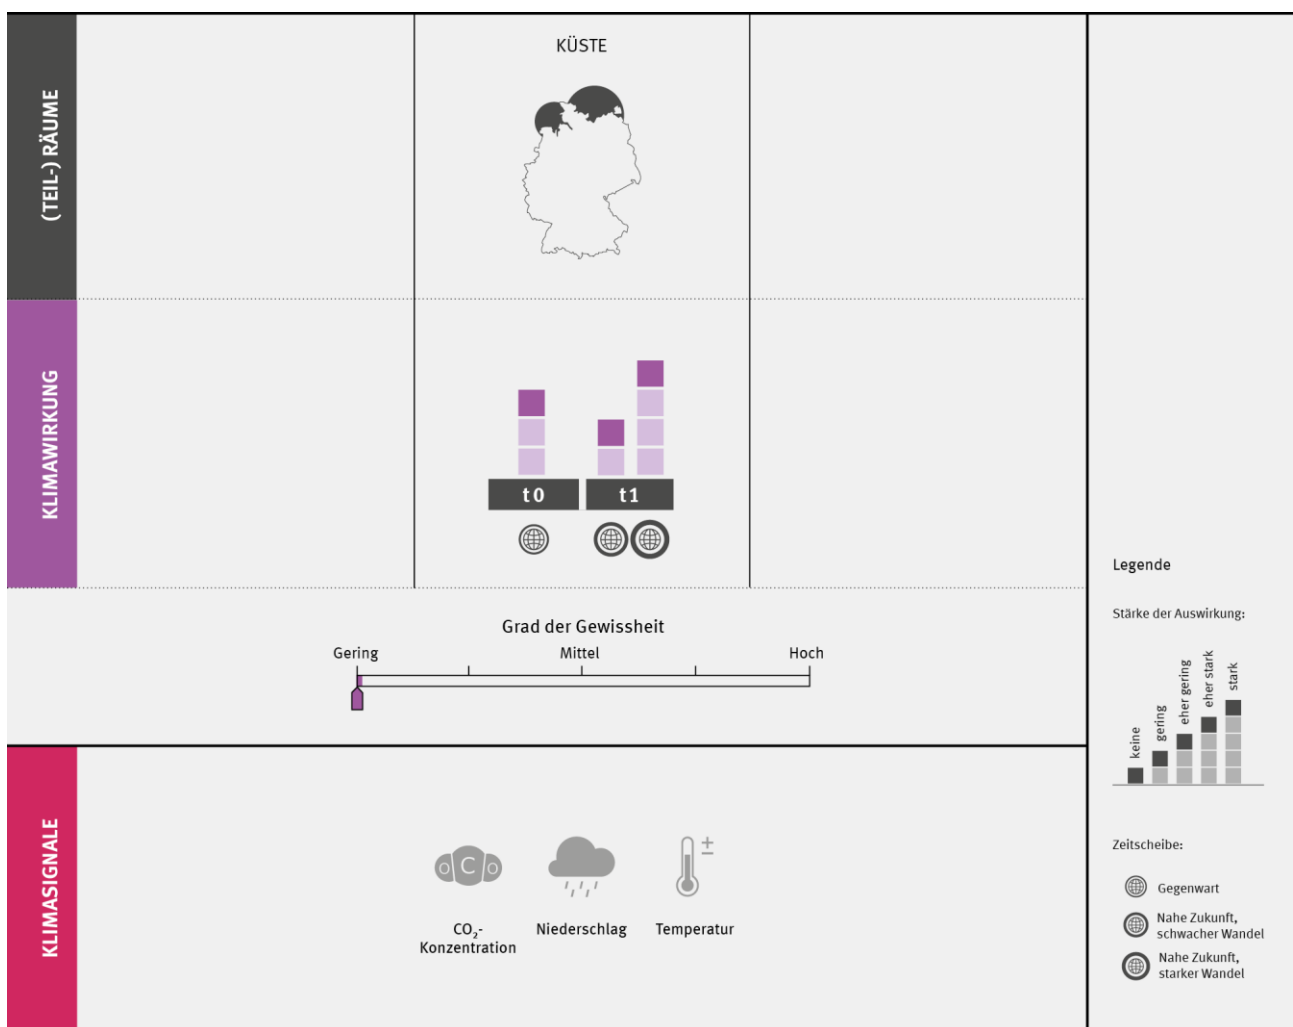 (TEIL-) RÄUME
KÜSTE
KLIMAWIRKUNG
t0
t1
Grad der Gewissheit
Gering
Mittel
Hoch
KLIMASIGNALE
O C O
CO₂-
Konzentration
Niederschlag
±
Temperatur
Legende
Stärke der Auswirkung:
keine
gering
eher gering
eher stark
stark
Zeitscheibe:
Gegenwart
Nahe Zukunft,
schwacher Wandel
Nahe Zukunft,
starker Wandel